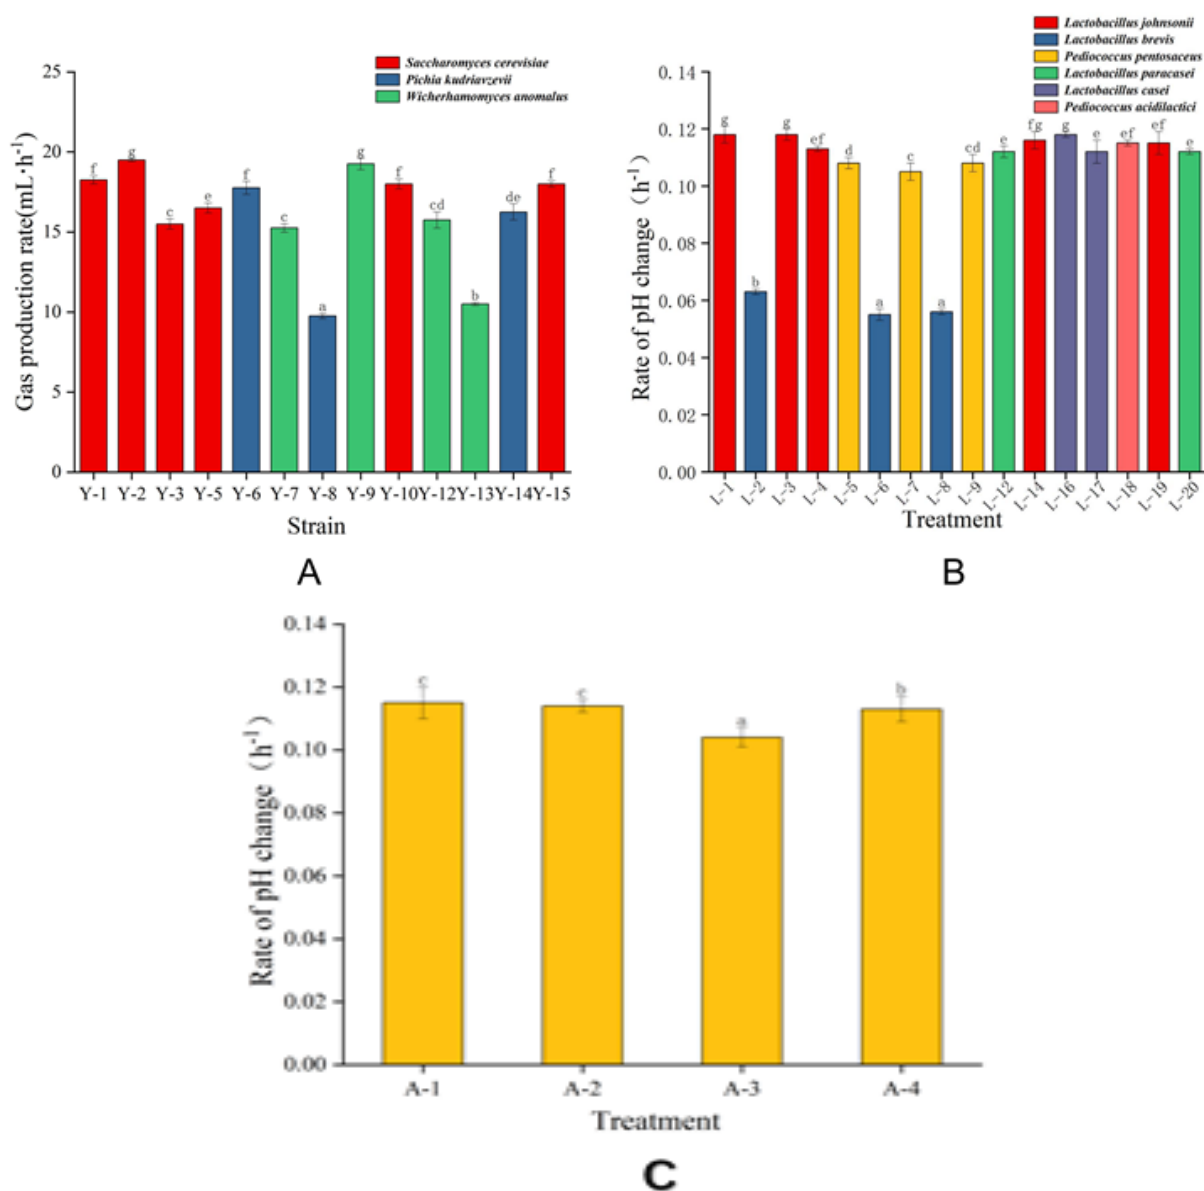 Saccharomyces cerevisiae
Pichia kudriavzevii
Wicherhamomyces anomalus
Gas production rate(mL·h⁻¹)
25
20
15
10
5
0
f
g
c
e
f
c
a
g
f
cd
b
de
f
Y-1 Y-2 Y-3 Y-5 Y-6 Y-7 Y-8 Y-9 Y-10 Y-12 Y-13 Y-14 Y-15
Strain
A
Lactobacillus johnsonii
Lactobacillus brevis
Pediococcus pentosaceus
Lactobacillus paracasei
Lactobacillus casei
Pediococcus acidilactici
Rate of pH change (h⁻¹)
0.14
0.12
0.10
0.08
0.06
0.04
0.02
0.00
g
b
g
ef
d
a
c
a
cd
e
fg
g
e
ef
ef
e
L-1 L-2 L-3 L-4 L-5 L-6 L-7 L-8 L-9 L-12 L-14 L-16 L-17 L-18 L-19 L-20
Treatment
B
Rate of pH change (h⁻¹)
0.14
0.12
0.10
0.08
0.06
0.04
0.02
0.00
c
c
a
b
A-1 A-2 A-3 A-4
Treatment
C